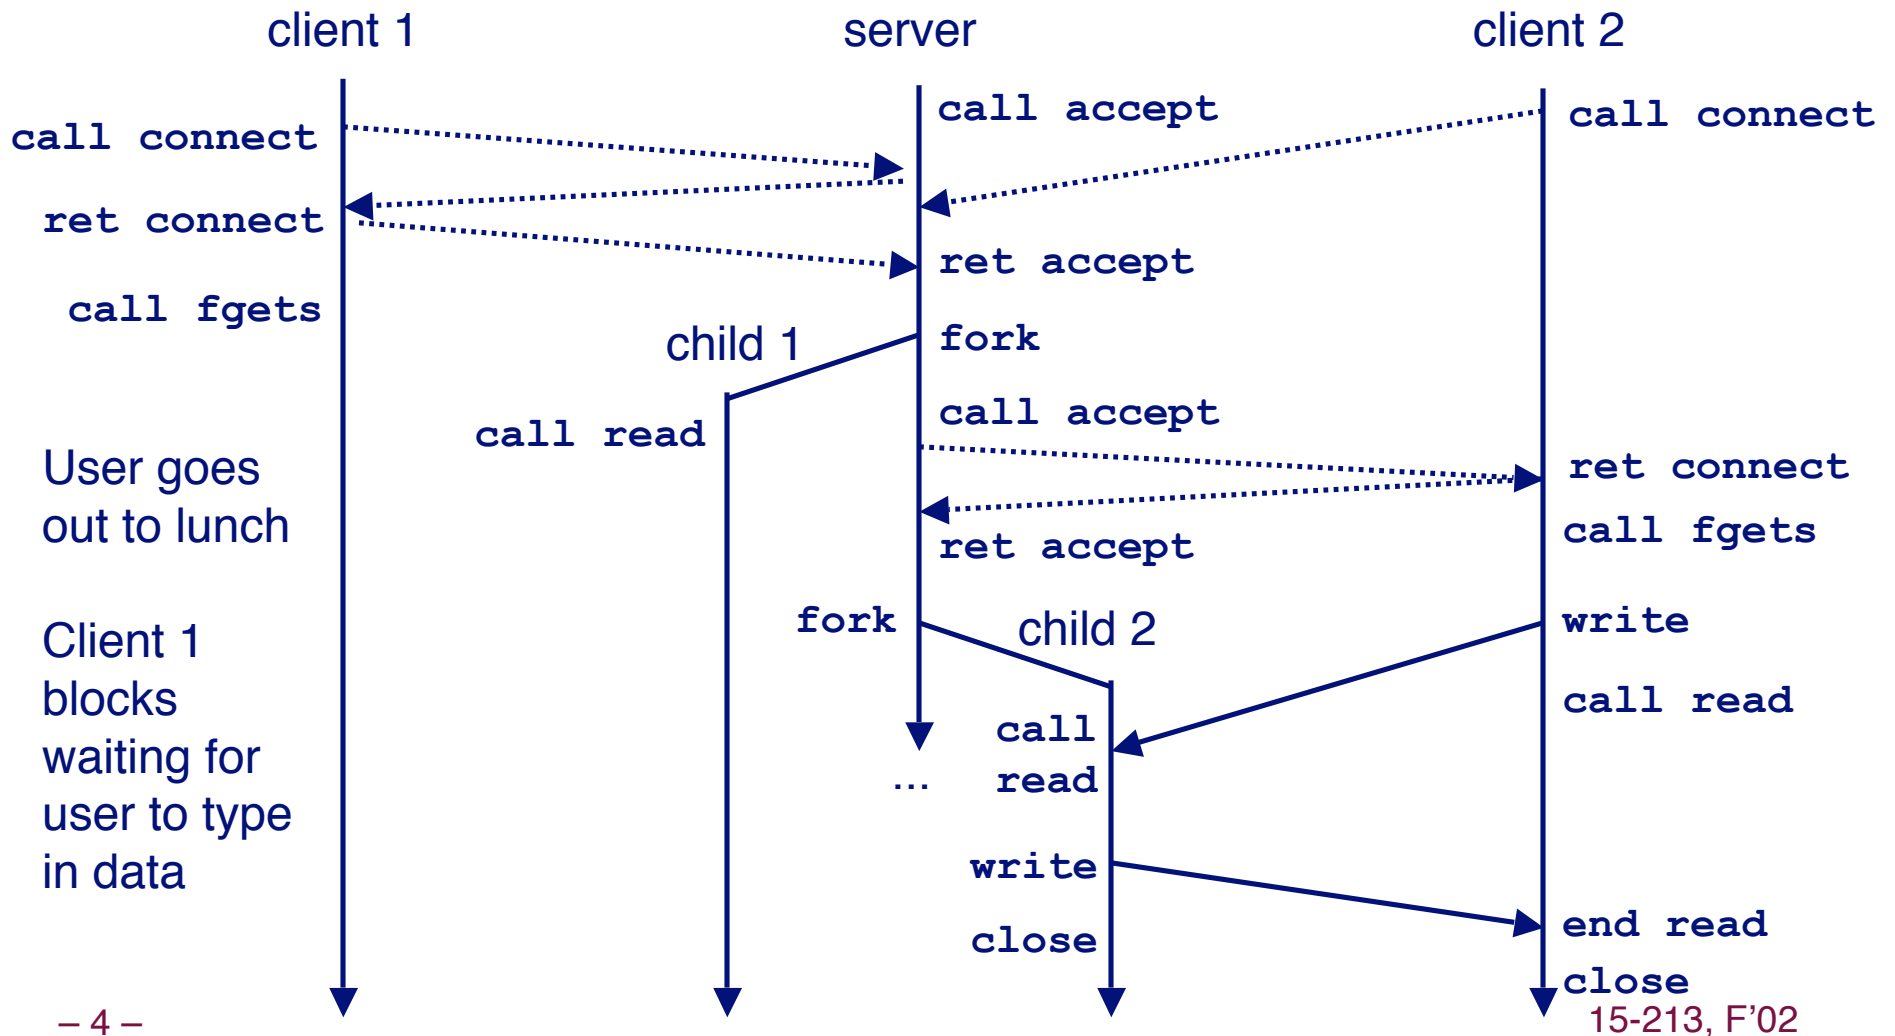 client 1
server
client 2
call accept
call connect
call connect
ret connect
ret accept
call fgets
child 1
fork
call accept
call read
User goes
out to lunch
ret connect
call fgets
ret accept
fork
child 2
write
Client 1
blocks
waiting for
user to type
in data
call read
call
read
...
write
close
end read
close
– 4 –
15-213, F’02